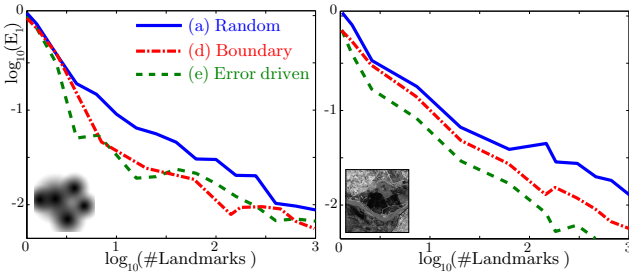 0
-1
-2
log₁₀(E₁)
(a) Random
(d) Boundary
(e) Error driven
0 1 2 3
log₁₀(#Landmarks )
0
-1
-2
0 1 2 3
log₁₀(#Landmarks )